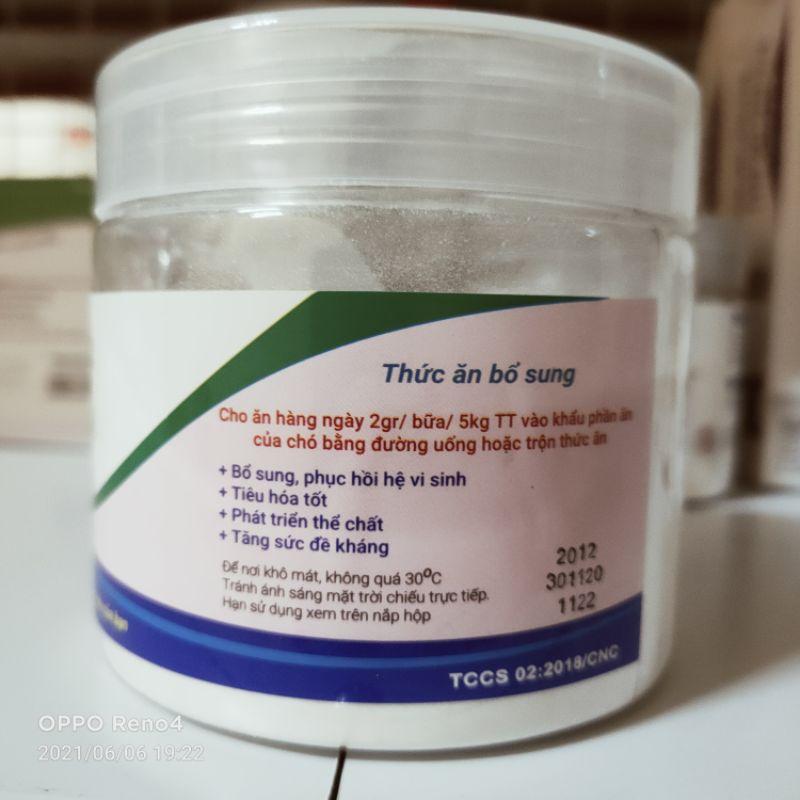 Thức ăn bổ sung
Cho ăn hàng ngày 2gr/ bữa/ 5kg TT vào khẩu phần ăn
của chó bằng đường uống hoặc trộn thức ăn
+ Bổ sung, phục hồi hệ vi sinh
+ Tiêu hóa tốt
+ Phát triển thể chất
+ Tăng sức đề kháng
Để nơi khô mát, không quá 30⁰C
Tránh ánh sáng mặt trời chiếu trực tiếp.
Hạn sử dụng xem trên nắp hộp
2012
301120
1122
TCCS 02:2018/CNC
OPPO Reno4
2021/06/06 19:22